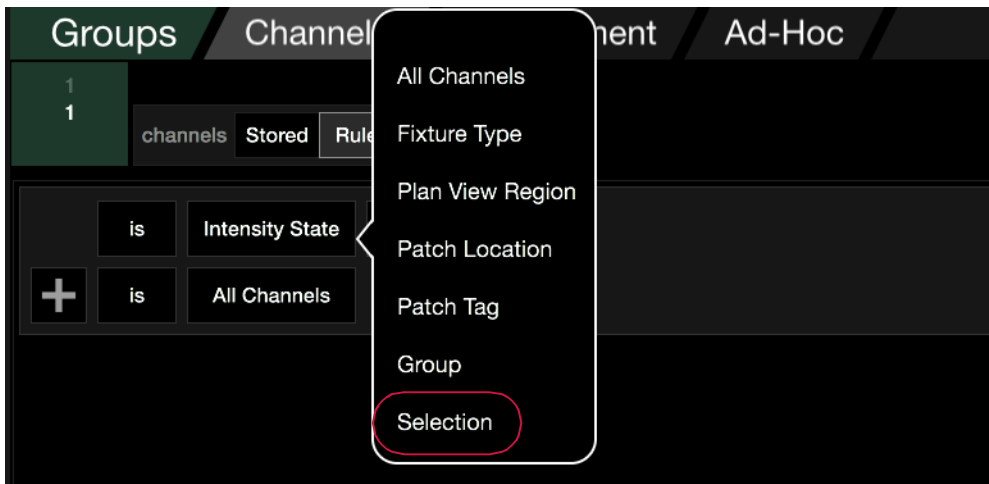 Groups Channel ment Ad-Hoc
1
1
channels Stored Rule
All Channels
Fixture Type
Plan View Region
Patch Location
Patch Tag
Group
Selection
is Intensity State
+ is All Channels